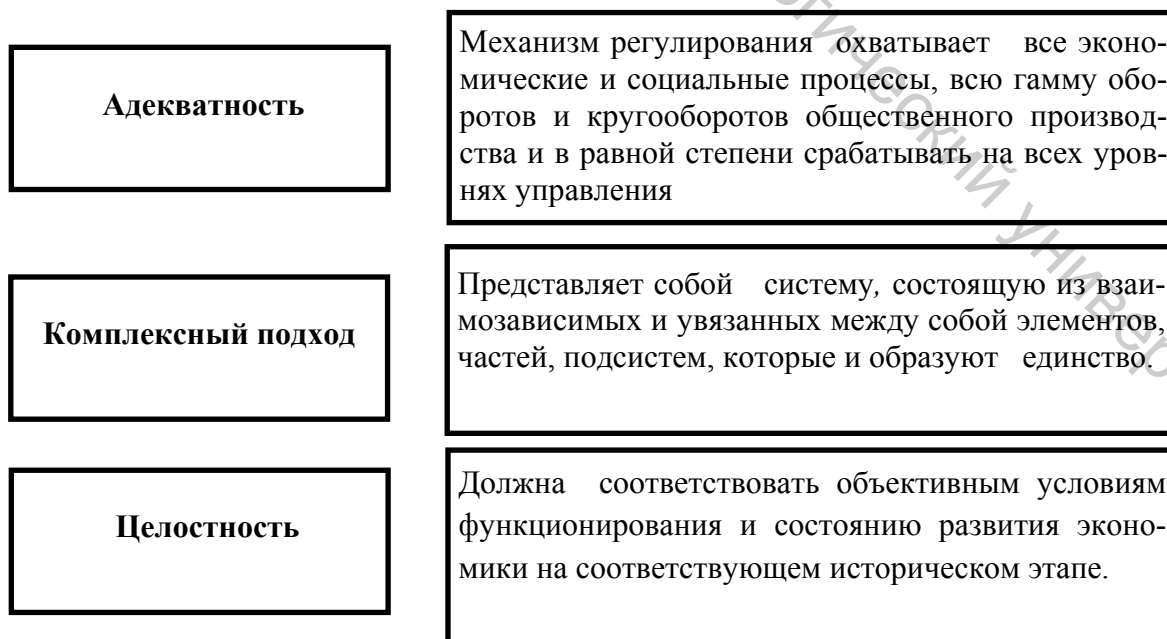 Адекватность
Механизм регулирования охватывает все эконо-
мические и социальные процессы, всю гамму обо-
ротов и кругооборотов общественного производ-
ства и в равной степени срабатывать на всех уров-
нях управления
Комплексный подход
Представляет собой систему, состоящую из взаи-
мозависимых и увязанных между собой элементов,
частей, подсистем, которые и образуют единство.
Целостность
Должна соответствовать объективным условиям
функционирования и состоянию развития эконо-
мики на соответствующем историческом этапе.